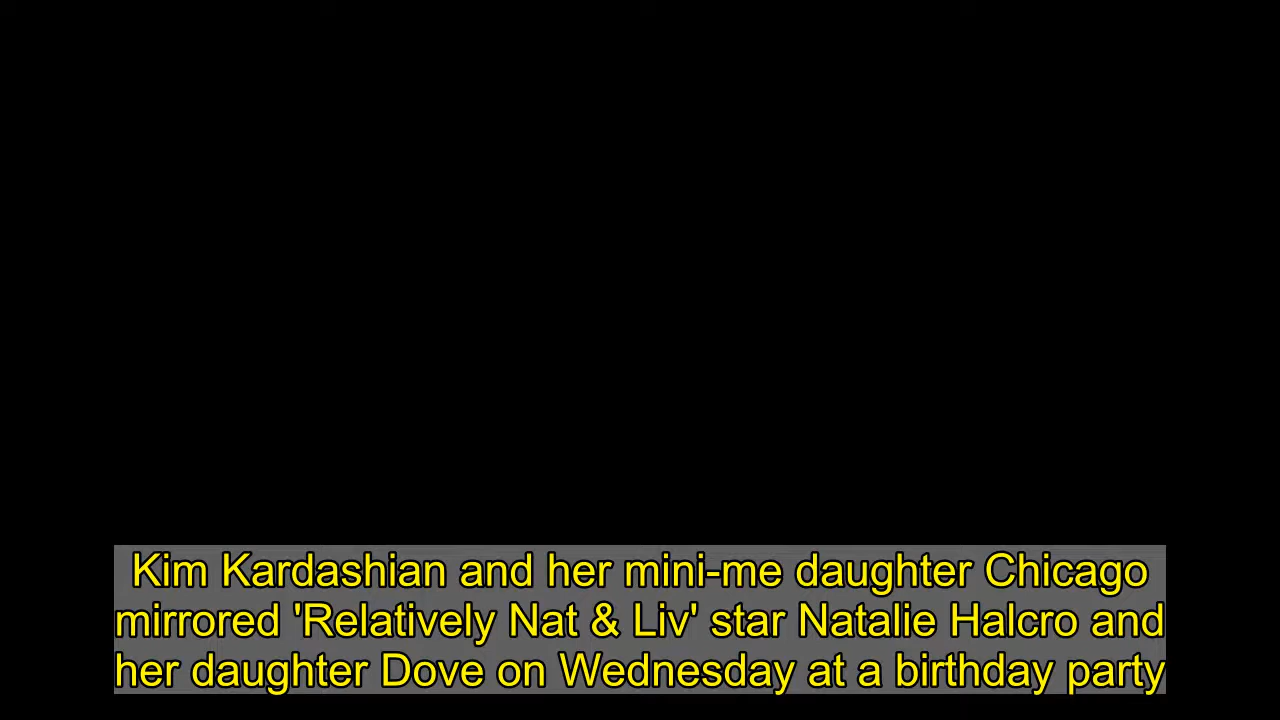 Kim Kardashian and her mini-me daughter Chicago
mirrored 'Relatively Nat & Liv' star Natalie Halcro and
her daughter Dove on Wednesday at a birthday party